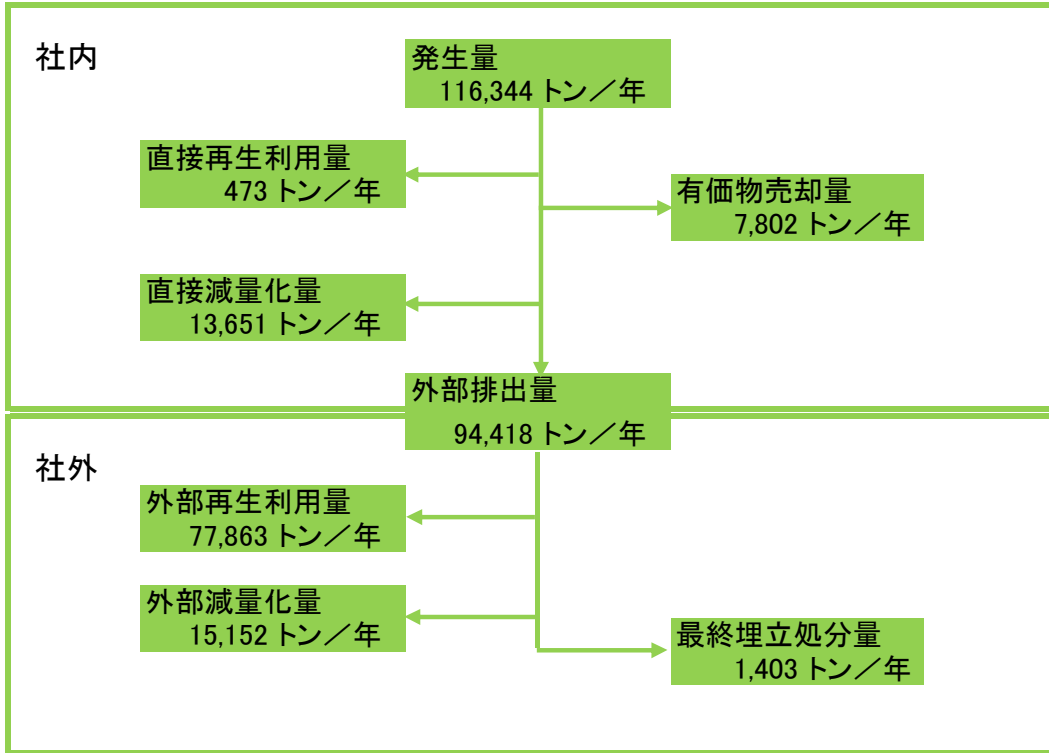 社内
発生量
116,344 トン／年
直接再生利用量
473 トン／年
有価物売却量
7,802 トン／年
直接減量化量
13,651 トン／年
外部排出量
94,418 トン／年
社外
外部再生利用量
77,863 トン／年
外部減量化量
15,152 トン／年
最終埋立処分量
1,403 トン／年